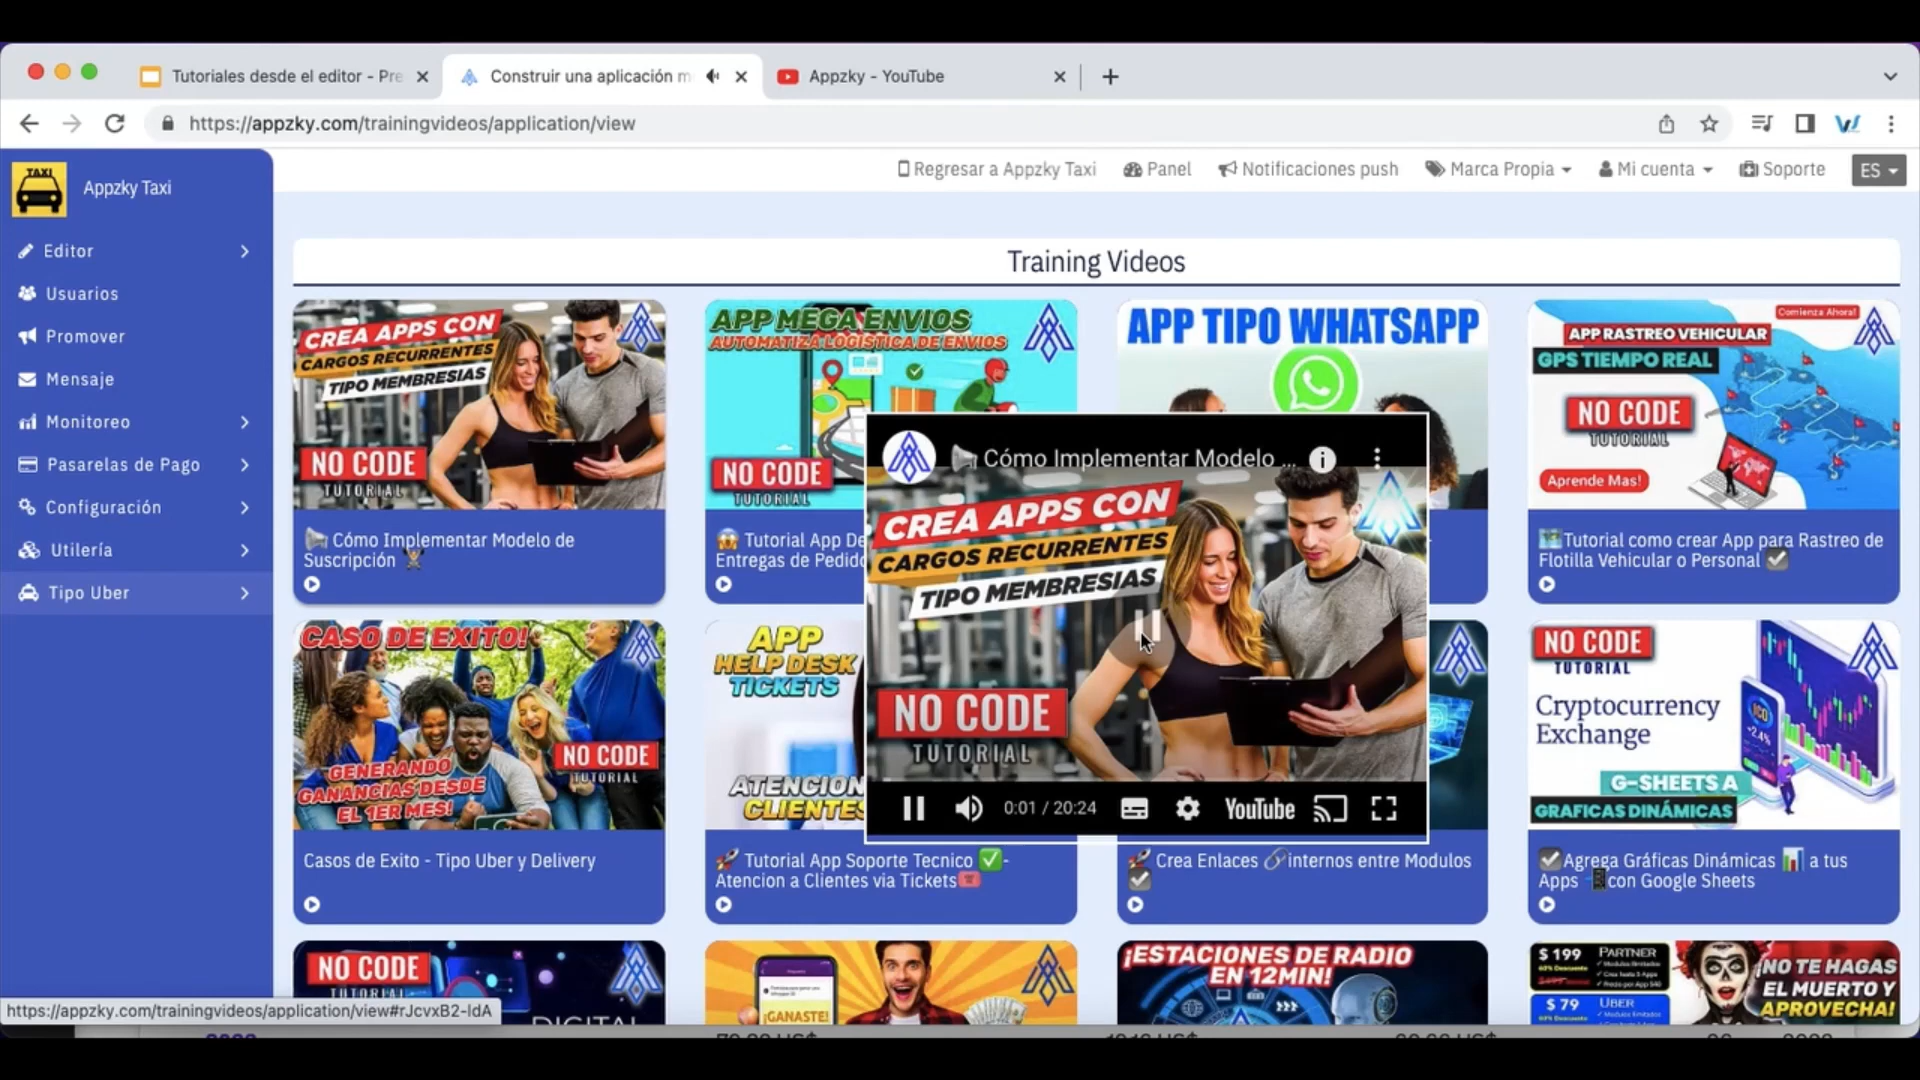 Tutoriales desde el editor - Pre
Construir una aplicación m
Appzky - YouTube
https://appzky.com/trainingvideos/application/view
TAXI
Appzky Taxi
Regresar a Appzky Taxi
Panel
Notificaciones push
Marca Propia
Mi cuenta
Soporte
ES
Editor
Usuarios
Promover
Mensaje
Monitoreo
Pasarelas de Pago
Configuración
Utilería
Tipo Uber
Training Videos
CREA APPS CON
CARGOS RECURRENTES
TIPO MEMBRESIAS
NO CODE
TUTORIAL
Cómo Implementar Modelo de
Suscripción
APP MEGA ENVIOS
AUTOMATIZA LOGISTICA DE ENVIOS
NO CODE
TUTORIAL
Tutorial App De
Entregas de Pedido
APP TIPO WHATSAPP
Comienza Ahora!
APP RASTREO VEHICULAR
GPS TIEMPO REAL
NO CODE
TUTORIAL
Aprende Mas!
Tutorial como crear App para Rastreo de
Flotilla Vehicular o Personal
Cómo Implementar Modelo ...
CREA APPS CON
CARGOS RECURRENTES
TIPO MEMBRESIAS
NO CODE
TUTORIAL
0:01 / 20:24
YouTube
CASO DE EXITO!
NO CODE
TUTORIAL
GENERANDO
GANANCIAS DESDE
EL 1ER MES!
Casos de Exito - Tipo Uber y Delivery
APP
HELP DESK
TICKETS
ATENCION
CLIENTES
Tutorial App Soporte Tecnico -
Atencion a Clientes via Tickets
Crea Enlaces internos entre Modulos
NO CODE
TUTORIAL
Cryptocurrency
Exchange
ICO
+2.4%
G-SHEETS A
GRAFICAS DINÁMICAS
Agrega Gráficas Dinámicas a tus
Apps con Google Sheets
NO CODE
TUTORIAL
DIGITAL
¡GANASTE!
¡ESTACIONES DE RADIO
EN 12MIN!
$ 199 PARTNER
$ 79 UBER
¡NO TE HAGAS
EL MUERTO Y
APROVECHA!
https://appzky.com/trainingvideos/application/view#rJcvxB2-IdA